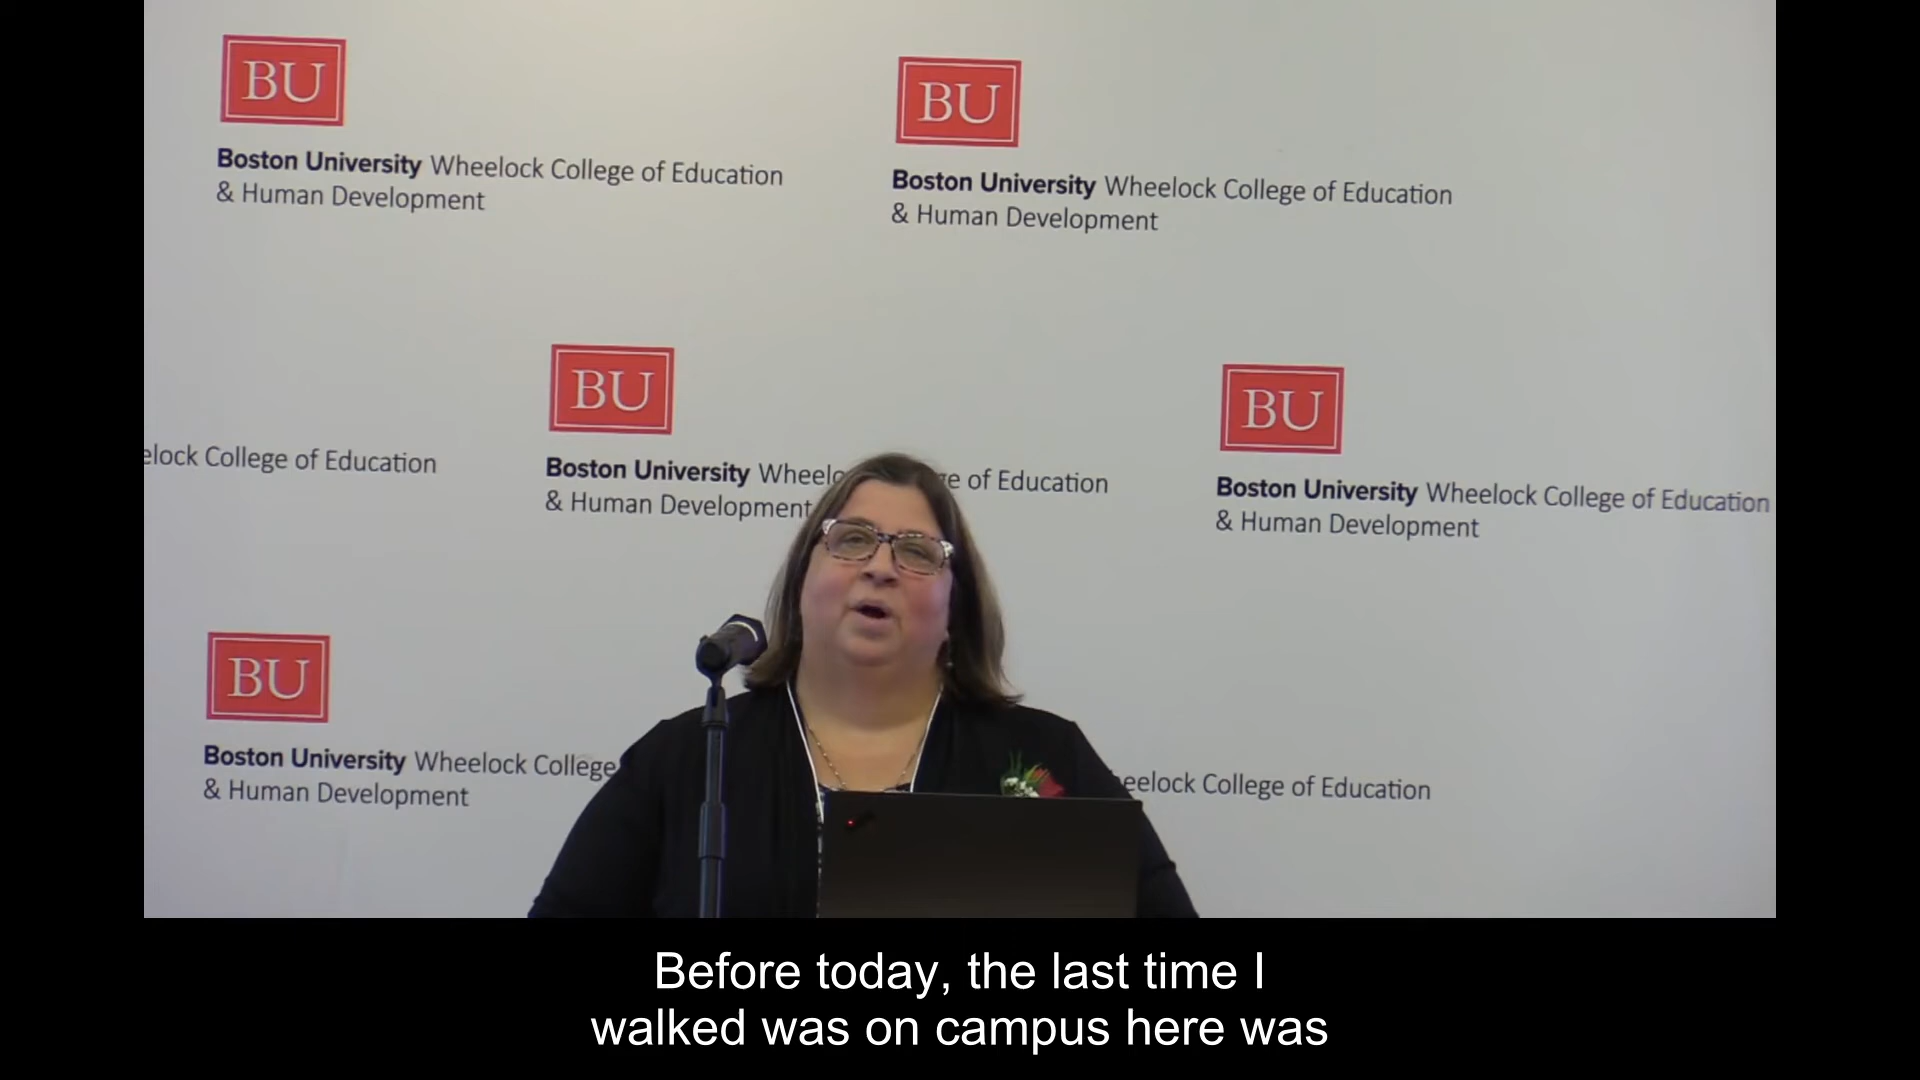 BU
Boston University Wheelock College of Education
& Human Development
BU
Boston University Wheelock College of Education
& Human Development
elock College of Education
BU
Boston University Wheelo ge of Education
& Human Development
BU
Boston University Wheelock College of Education
& Human Development
BU
Boston University Wheelock College
& Human Development
eelock College of Education
Before today, the last time I
walked was on campus here was